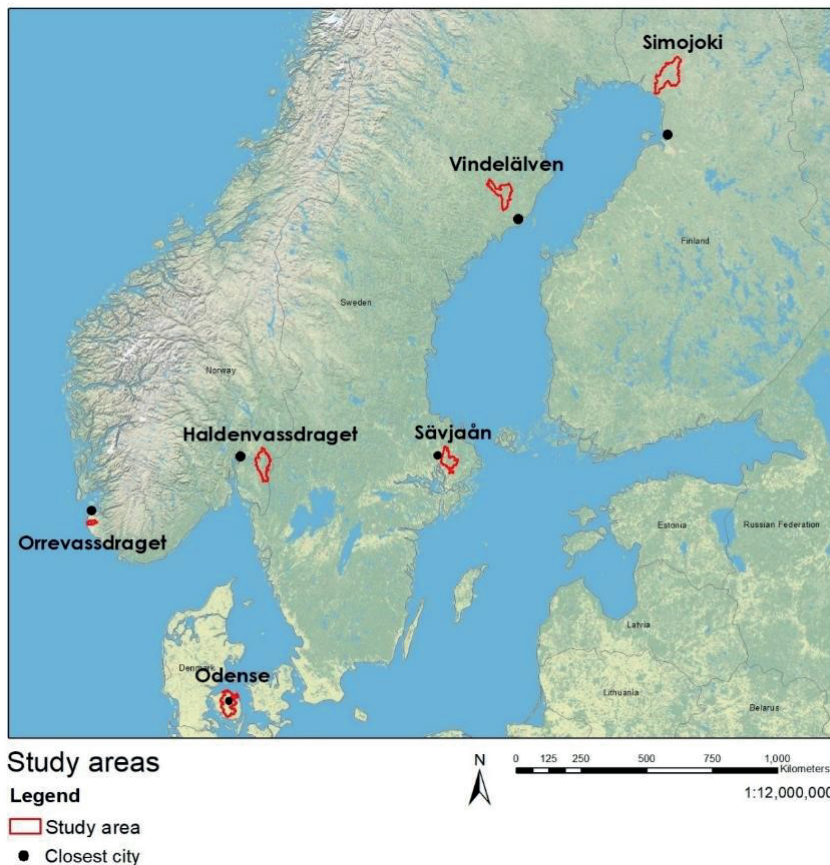 Simojoki
Vindelälven
Finland
Sweden
Norway
Haldenvassdraget
Sävjaån
Orrevassdraget
Estonia
Russian Federation
Latvia
Denmark
Odense
Lithuania
Belarus
Study areas
Legend
Study area
Closest city
N
0 125 250 500 750 1,000
Kilometers
1:12,000,000